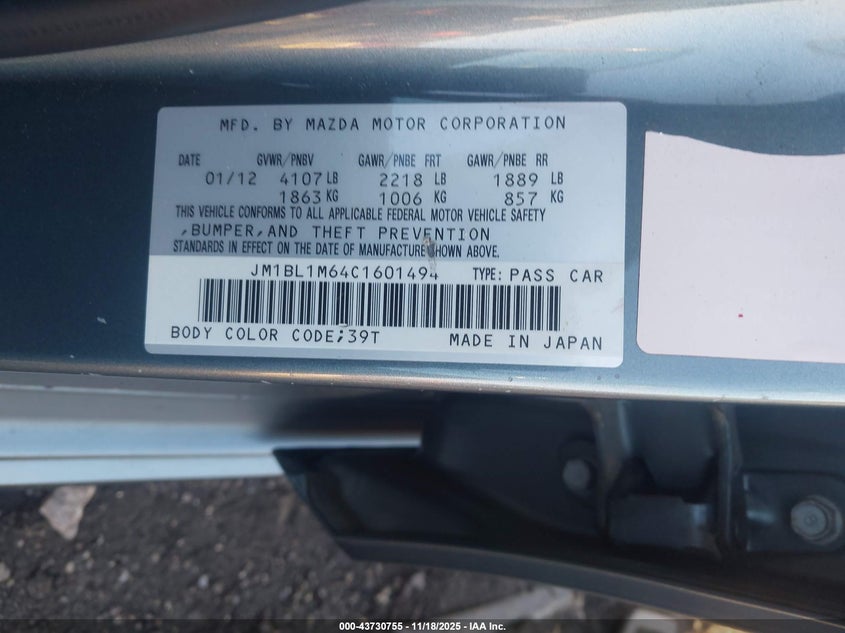 MFD. BY MAZDA MOTOR CORPORATION
DATE GVWR/PNBV GAWR/PNBE FRT GAWR/PNBE RR
01/12 4107 LB 2218 LB 1889 LB
1863 KG 1006 KG 857 KG
THIS VEHICLE CONFORMS TO ALL APPLICABLE FEDERAL MOTOR VEHICLE SAFETY
,BUMPER,AND THEFT PREVENTION
STANDARDS IN EFFECT ON THE DATE OF MANUFACTURE SHOWN ABOVE.
JM1BL1M64C1601494 TYPE: PASS CAR
BODY COLOR CODE;39T MADE IN JAPAN
000-43730755 - 11/18/2025 - IAA Inc.